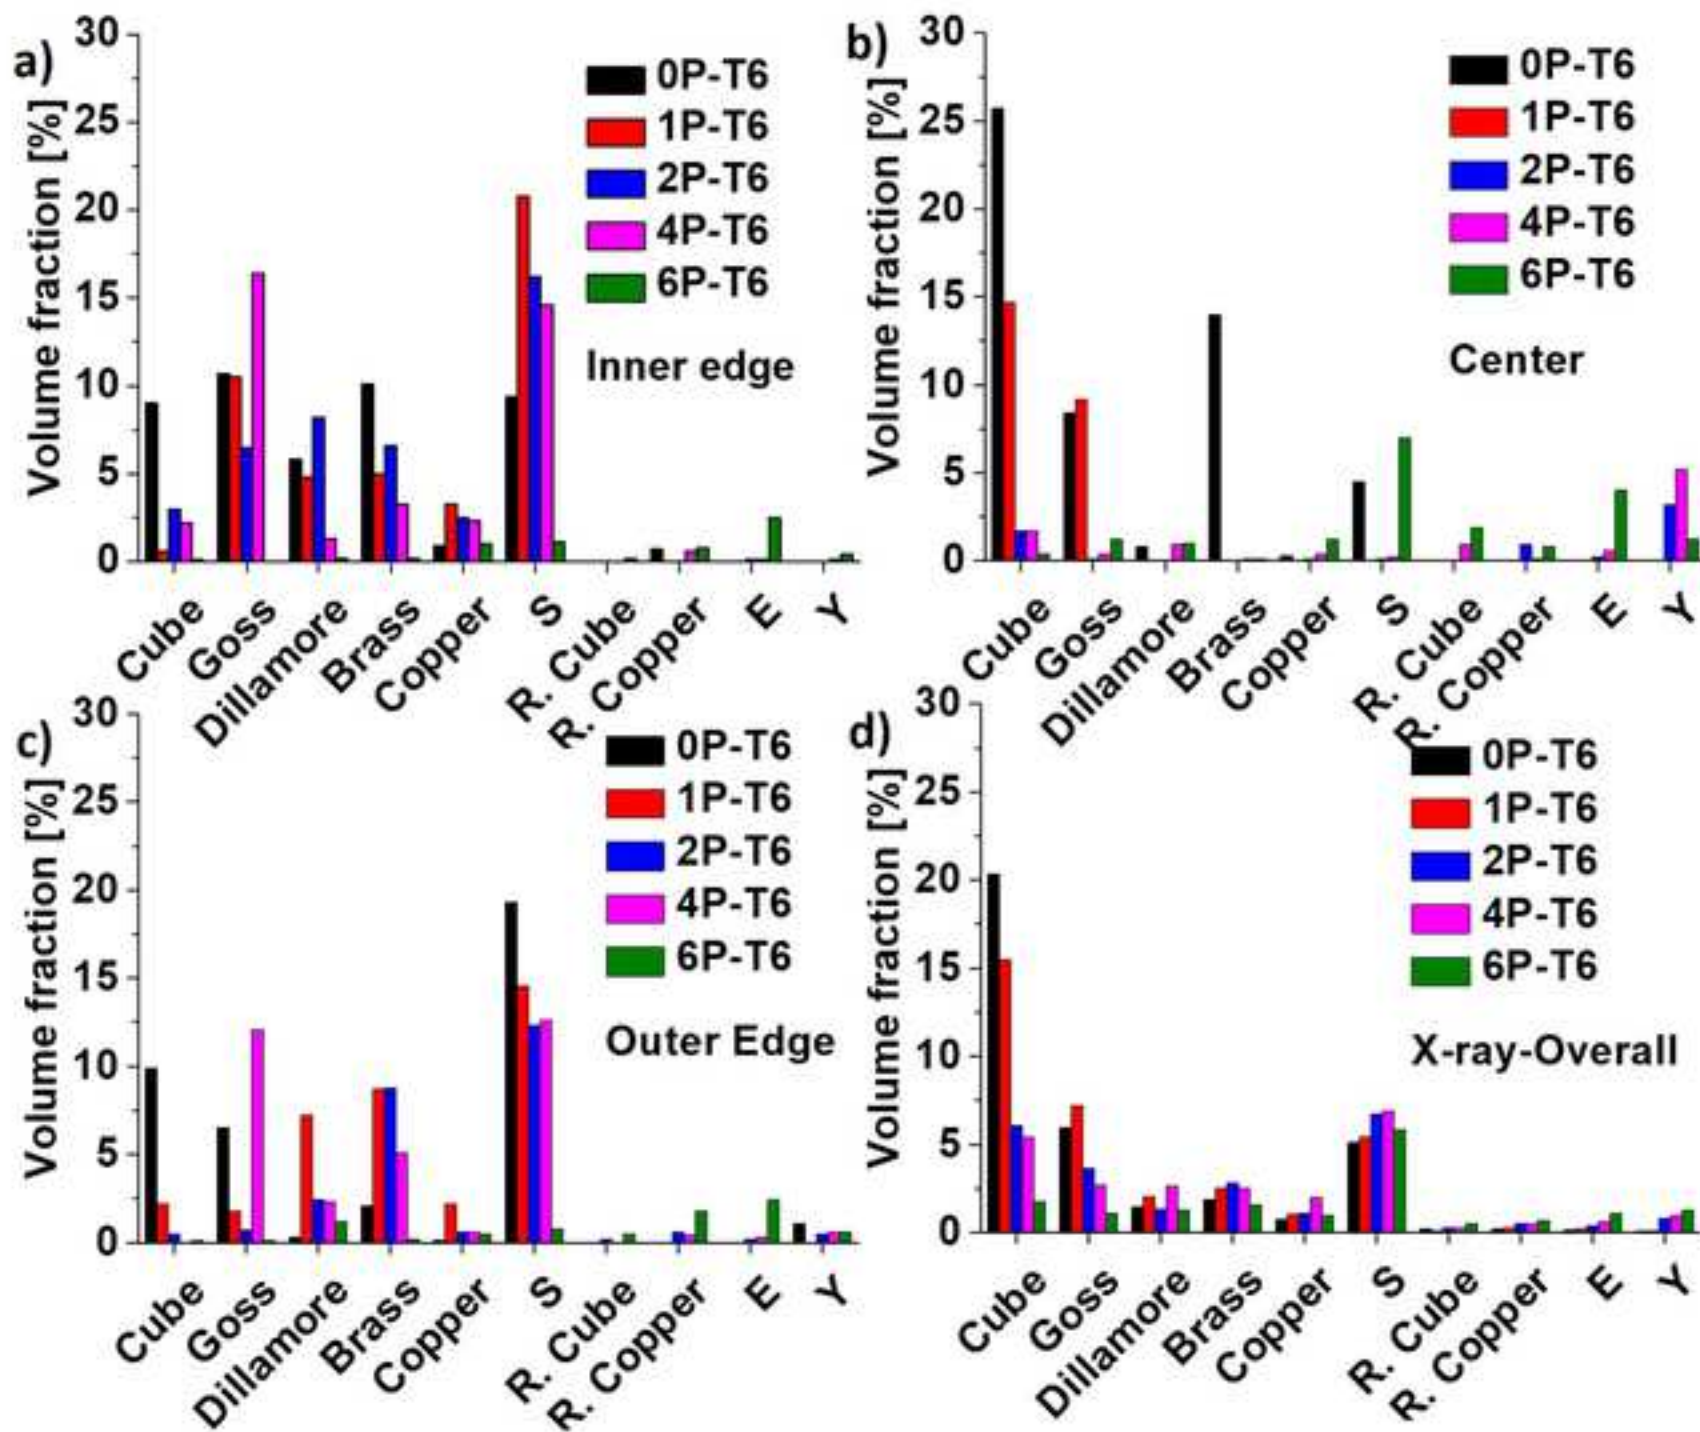 a)
Volume fraction [%]
30
25
20
15
10
5
0
0P-T6
1P-T6
2P-T6
4P-T6
6P-T6
Inner edge
Cube
Goss
Dillamore
Brass
Copper
S
R. Cube
R. Copper
E
Y
b)
Volume fraction [%]
30
25
20
15
10
5
0
0P-T6
1P-T6
2P-T6
4P-T6
6P-T6
Center
Cube
Goss
Dillamore
Brass
Copper
S
R. Cube
R. Copper
E
Y
c)
Volume fraction [%]
30
25
20
15
10
5
0
0P-T6
1P-T6
2P-T6
4P-T6
6P-T6
Outer Edge
Cube
Goss
Dillamore
Brass
Copper
S
R. Cube
R. Copper
E
Y
d)
Volume fraction [%]
30
25
20
15
10
5
0
0P-T6
1P-T6
2P-T6
4P-T6
6P-T6
X-ray-Overall
Cube
Goss
Dillamore
Brass
Copper
S
R. Cube
R. Copper
E
Y